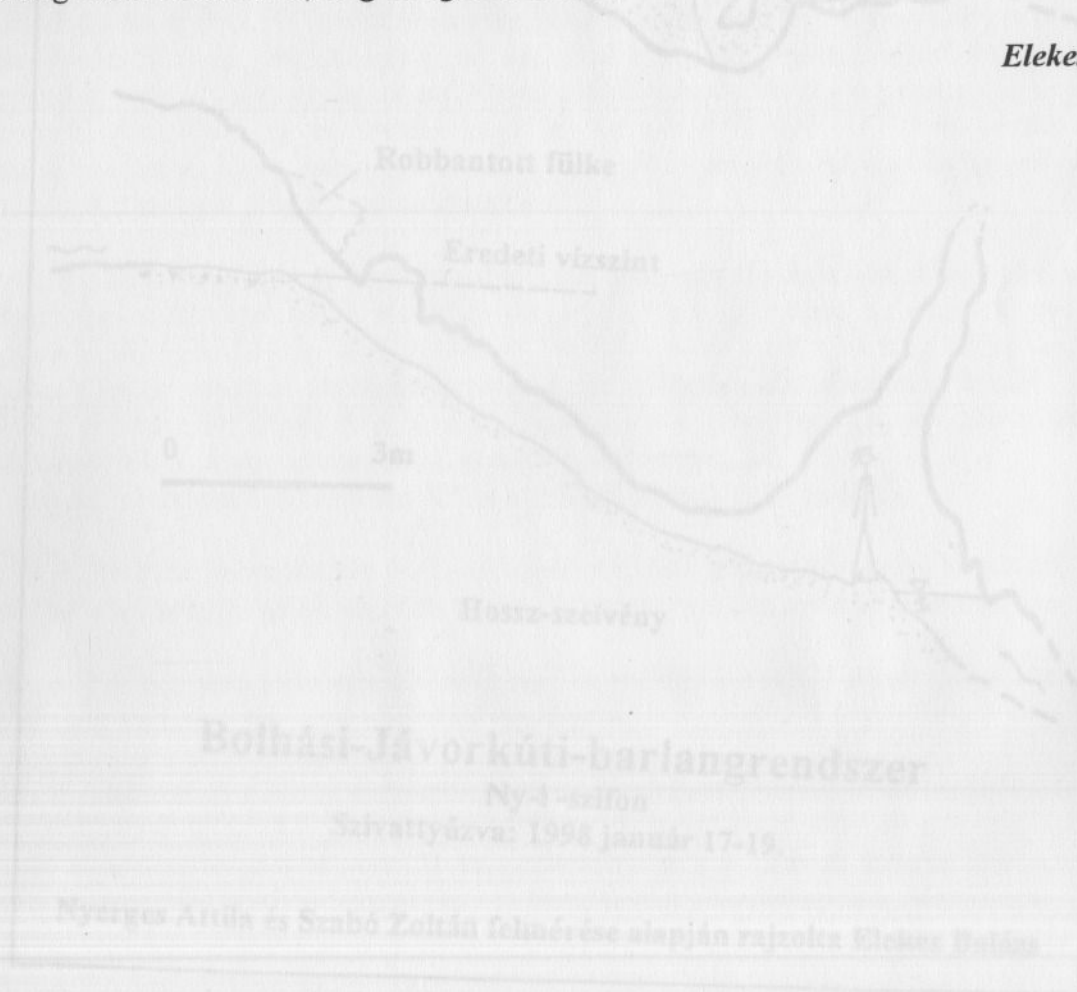 Eleke
Robbantott fülke
Eredeti vízszint
0 3m
Hossz-szelvény
Bolhási-Jávorkúti-barlangrendszer
Ny-1-szifon
Szivattyúzva: 1998 január 17-19.
Nyerges Attila és Szabó Zoltán felmérése alapján rajzolta Elekes Balázs